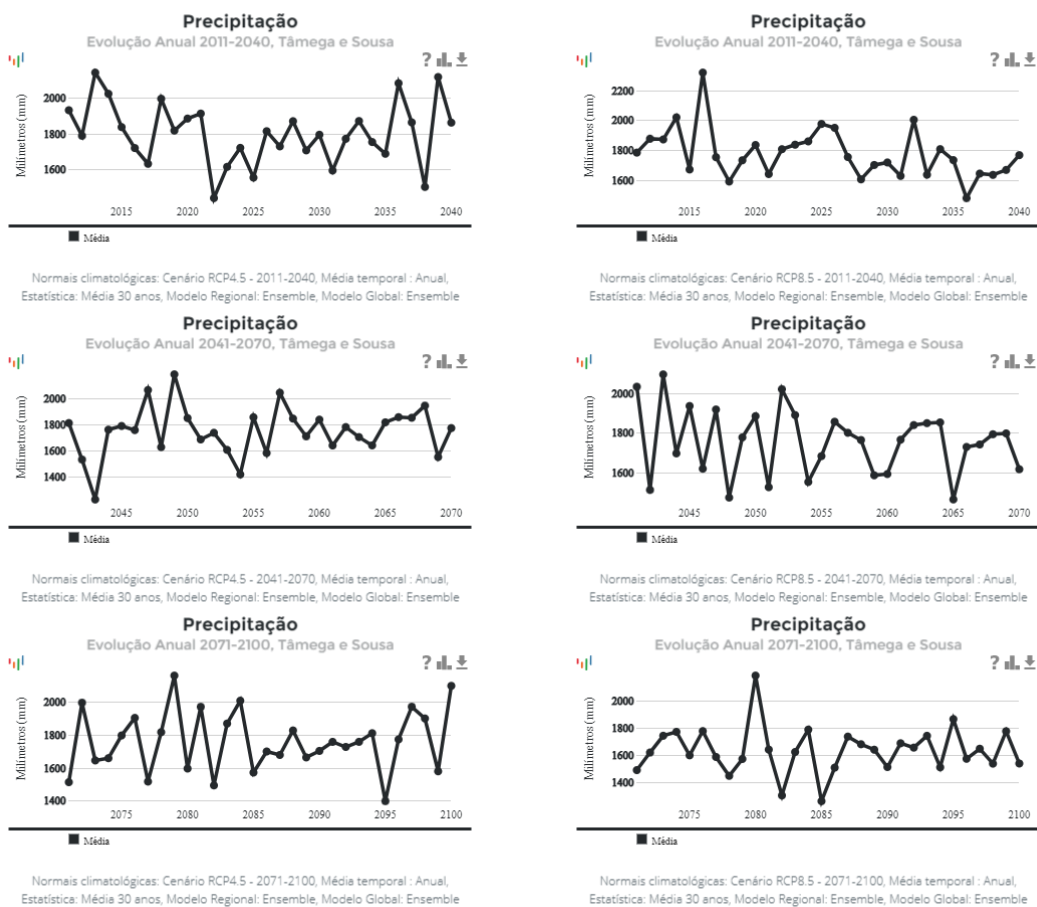 Precipitação
Evolução Anual 2011-2040, Tâmega e Sousa
?
Milímetros (mm)
2000
1800
1600
2015 2020 2025 2030 2035 2040
Média
Normais climatológicas: Cenário RCP4.5 - 2011-2040, Média temporal : Anual,
Estatística: Média 30 anos, Modelo Regional: Ensemble, Modelo Global: Ensemble
Precipitação
Evolução Anual 2011-2040, Tâmega e Sousa
?
Milímetros (mm)
2200
2000
1800
1600
2015 2020 2025 2030 2035 2040
Média
Normais climatológicas: Cenário RCP8.5 - 2011-2040, Média temporal : Anual,
Estatística: Média 30 anos, Modelo Regional: Ensemble, Modelo Global: Ensemble
Precipitação
Evolução Anual 2041-2070, Tâmega e Sousa
?
Milímetros (mm)
2000
1800
1600
1400
2045 2050 2055 2060 2065 2070
Média
Normais climatológicas: Cenário RCP4.5 - 2041-2070, Média temporal : Anual,
Estatística: Média 30 anos, Modelo Regional: Ensemble, Modelo Global: Ensemble
Precipitação
Evolução Anual 2041-2070, Tâmega e Sousa
?
Milímetros (mm)
2000
1800
1600
2045 2050 2055 2060 2065 2070
Média
Normais climatológicas: Cenário RCP8.5 - 2041-2070, Média temporal : Anual,
Estatística: Média 30 anos, Modelo Regional: Ensemble, Modelo Global: Ensemble
Precipitação
Evolução Anual 2071-2100, Tâmega e Sousa
?
Milímetros (mm)
2000
1800
1600
1400
2075 2080 2085 2090 2095 2100
Média
Normais climatológicas: Cenário RCP4.5 - 2071-2100, Média temporal : Anual,
Estatística: Média 30 anos, Modelo Regional: Ensemble, Modelo Global: Ensemble
Precipitação
Evolução Anual 2071-2100, Tâmega e Sousa
?
Milímetros (mm)
2000
1800
1600
1400
2075 2080 2085 2090 2095 2100
Média
Normais climatológicas: Cenário RCP8.5 - 2071-2100, Média temporal : Anual,
Estatística: Média 30 anos, Modelo Regional: Ensemble, Modelo Global: Ensemble